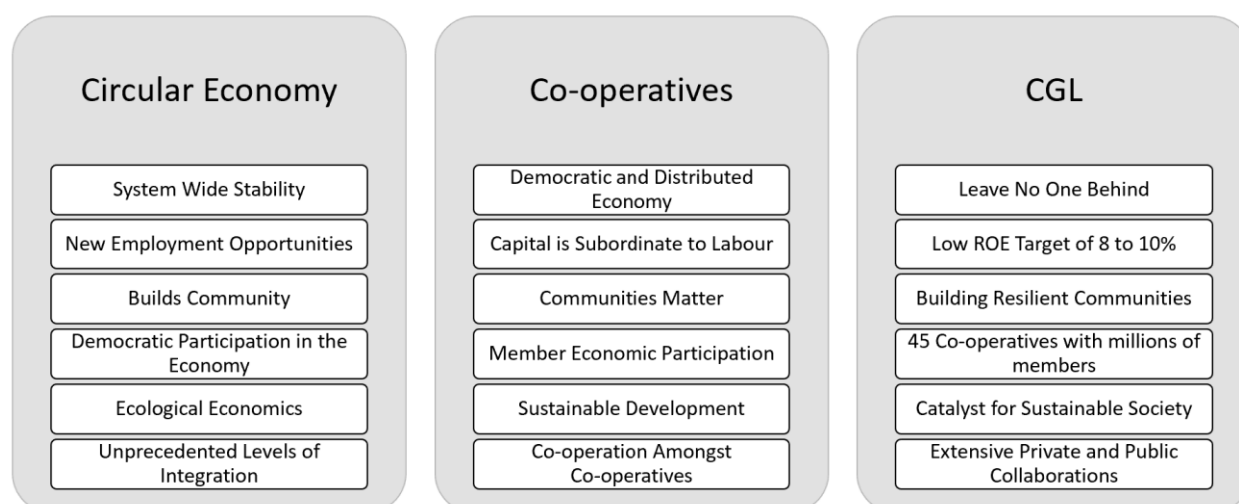 Circular Economy
System Wide Stability
New Employment Opportunities
Builds Community
Democratic Participation in the
Economy
Ecological Economics
Unprecedented Levels of
Integration
Co-operatives
Democratic and Distributed
Economy
Capital is Subordinate to Labour
Communities Matter
Member Economic Participation
Sustainable Development
Co-operation Amongst
Co-operatives
CGL
Leave No One Behind
Low ROE Target of 8 to 10%
Building Resilient Communities
45 Co-operatives with millions of
members
Catalyst for Sustainable Society
Extensive Private and Public
Collaborations